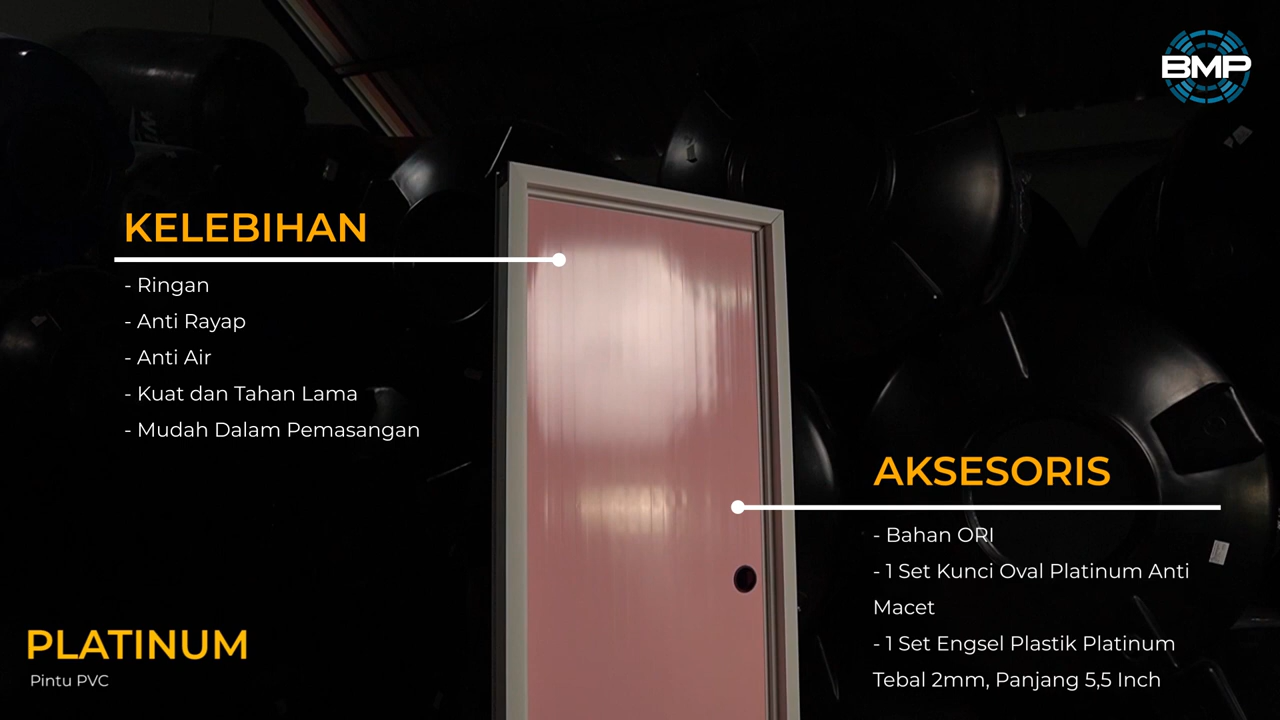 BMP
KELEBIHAN
- Ringan
- Anti Rayap
- Anti Air
- Kuat dan Tahan Lama
- Mudah Dalam Pemasangan
AKSESORIS
- Bahan ORI
- 1 Set Kunci Oval Platinum Anti
Macet
- 1 Set Engsel Plastik Platinum
Tebal 2mm, Panjang 5,5 Inch
PLATINUM
Pintu PVC